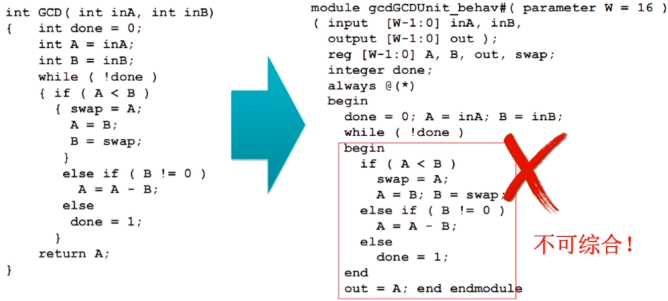 int GCD( int inA, int inB)
{ int done = 0;
int A = inA;
int B = inB;
while ( !done )
{ if ( A < B )
{ swap = A;
A = B;
B = swap;
}
else if ( B != 0 )
A = A - B;
else
done = 1;
}
return A;
}
module gcdGCDUnit_behav#( parameter W = 16 )
( input [W-1:0] inA, inB,
output [W-1:0] out );
reg [W-1:0] A, B, out, swap;
integer done;
always @(*)
begin
done = 0; A = inA; B = inB;
while ( !done )
begin
if ( A < B )
swap = A;
A = B; B = swap;
else if ( B != 0 )
A = A - B;
else
done = 1;
end
out = A; end endmodule
不可综合!